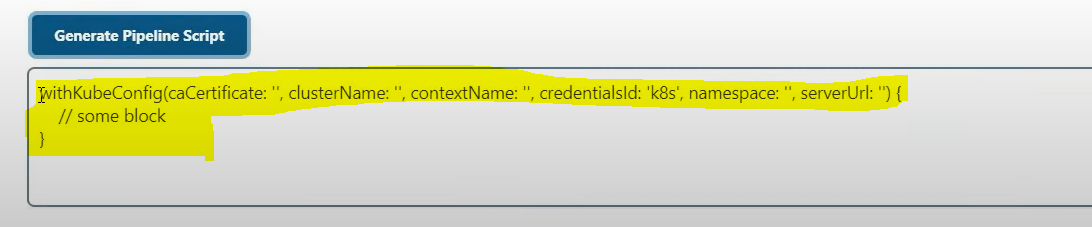 Generate Pipeline Script
withKubeConfig(caCertificate: '', clusterName: '', contextName: '', credentialsId: 'k8s', namespace: '', serverUrl: '') {
// some block
}